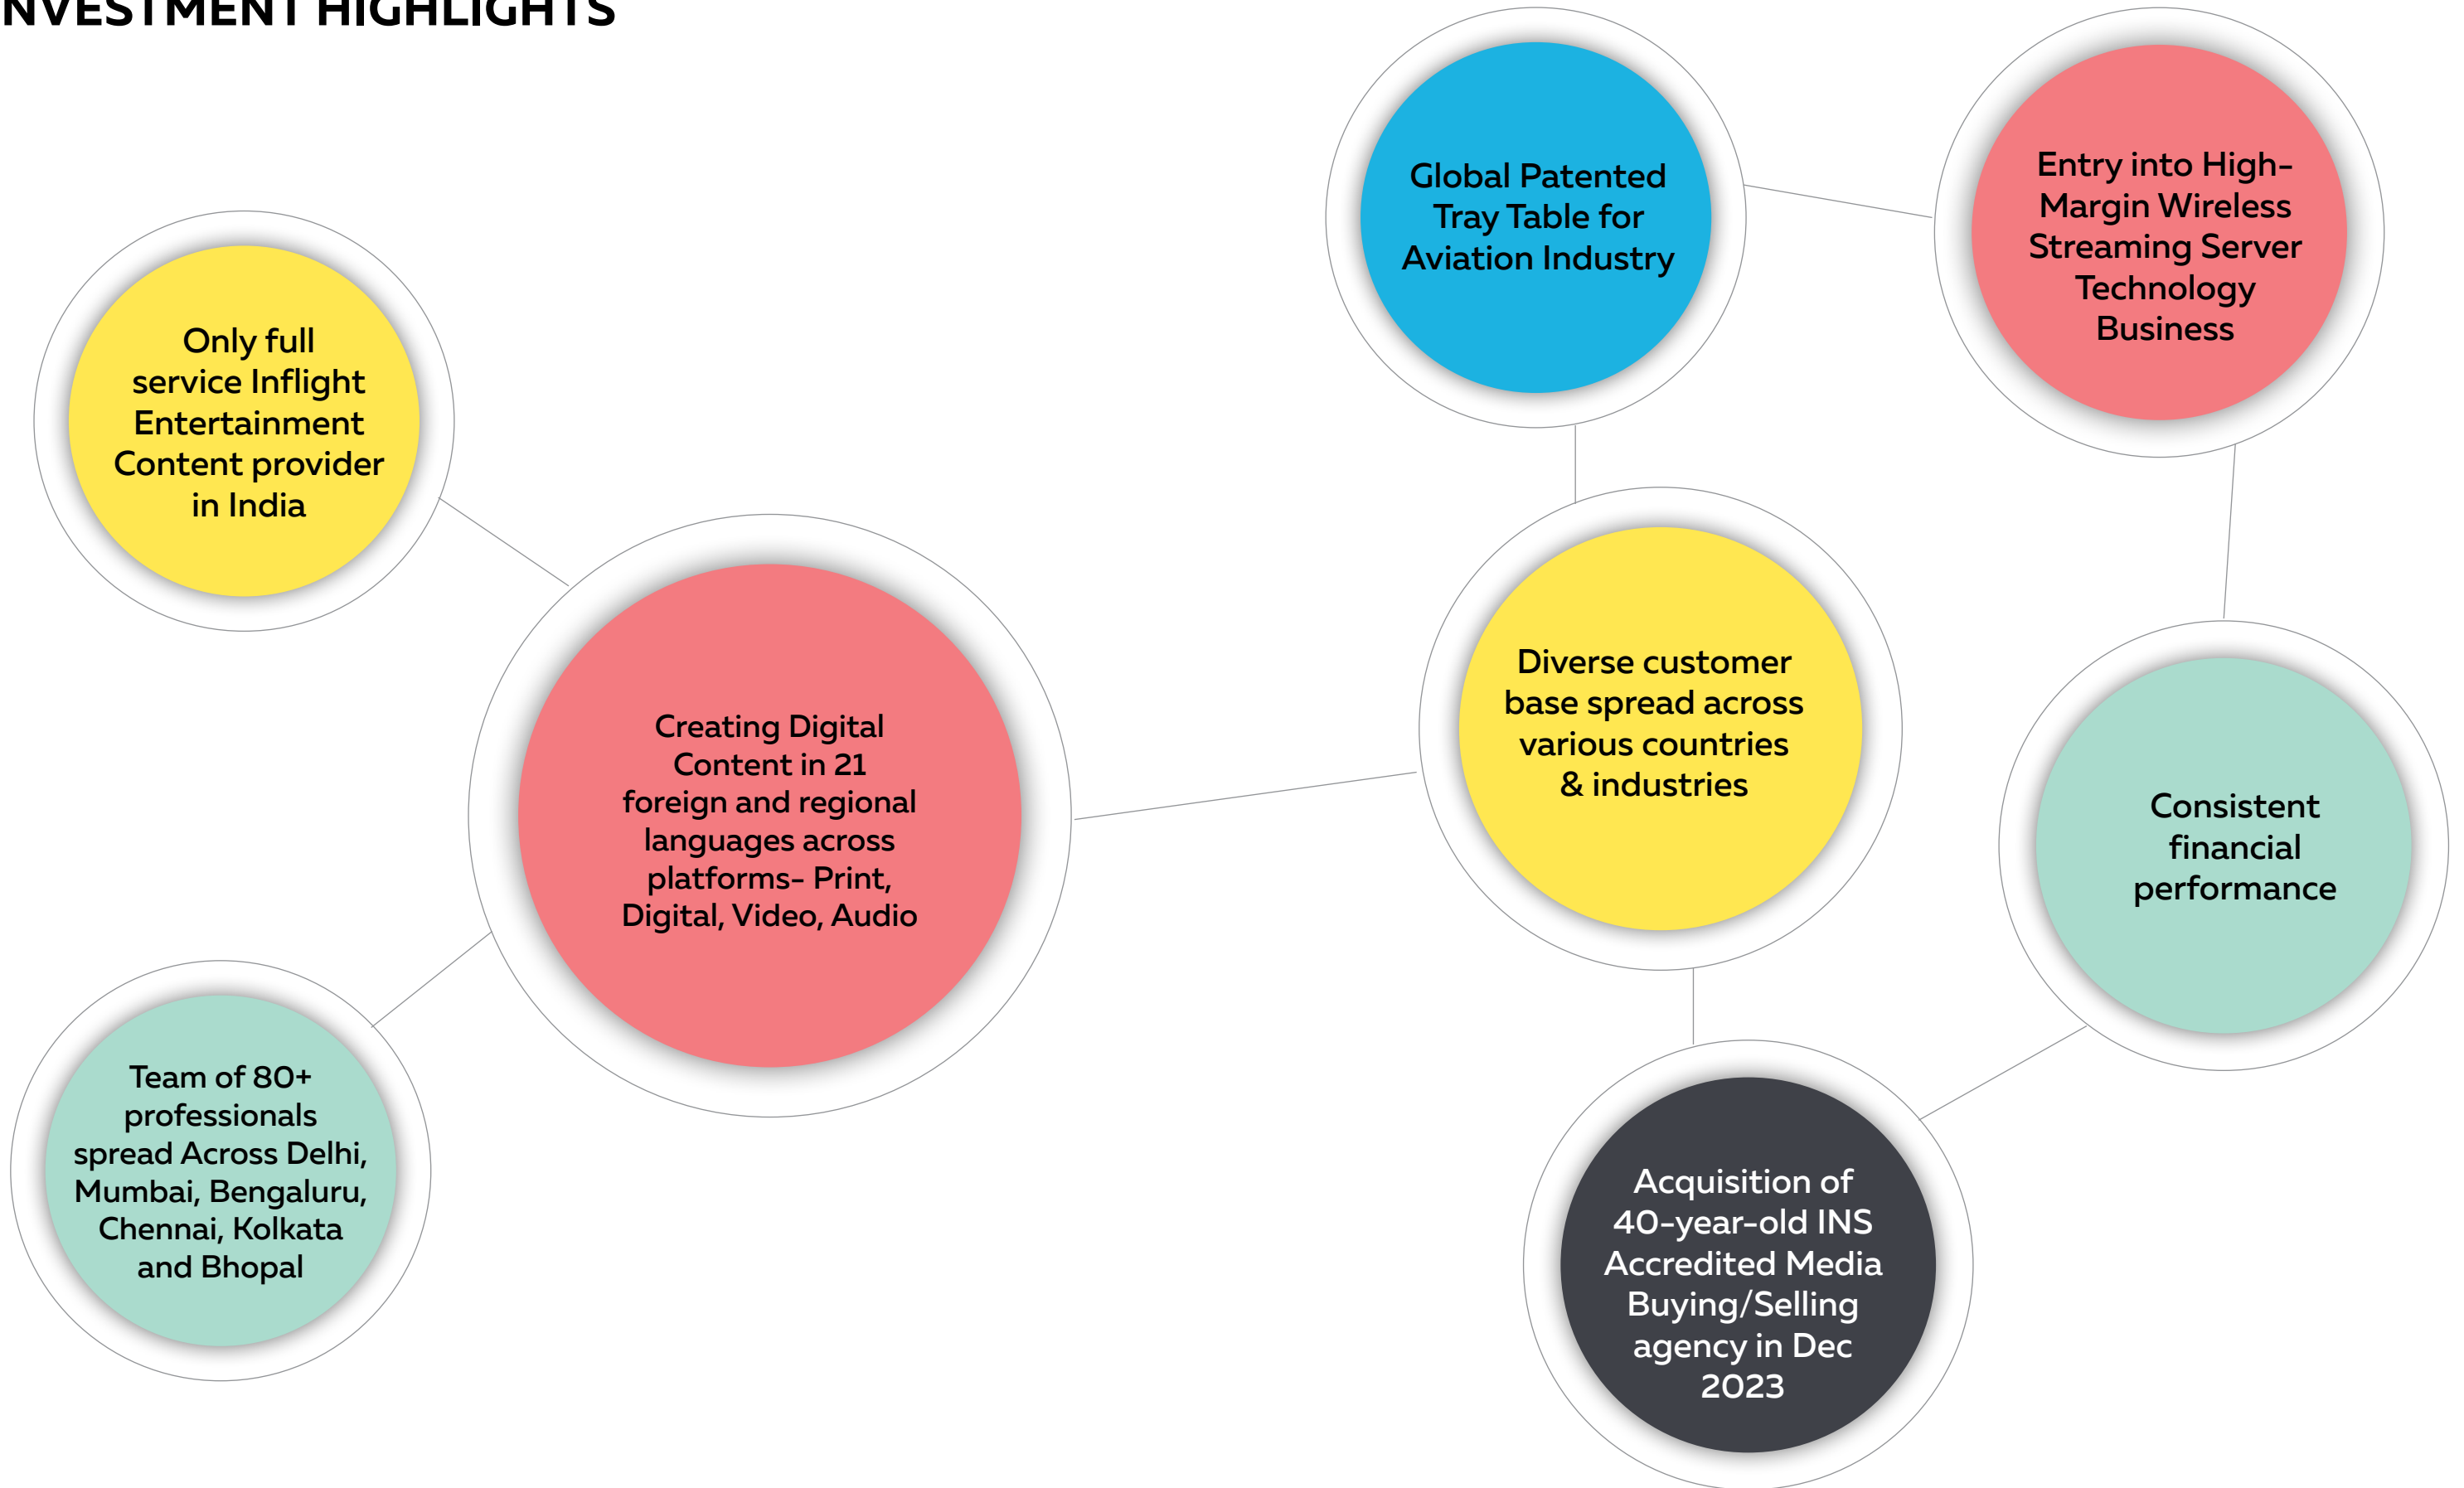 NVESTMENT HIGHLIGHTS
Only full
service Inflight
Entertainment
Content provider
in India
Creating Digital
Content in 21
foreign and regional
languages across
platforms- Print,
Digital, Video, Audio
Team of 80+
professionals
spread Across Delhi,
Mumbai, Bengaluru,
Chennai, Kolkata
and Bhopal
Global Patented
Tray Table for
Aviation Industry
Entry into High-
Margin Wireless
Streaming Server
Technology
Business
Diverse customer
base spread across
various countries
& industries
Consistent
financial
performance
Acquisition of
40-year-old INS
Accredited Media
Buying/Selling
agency in Dec
2023